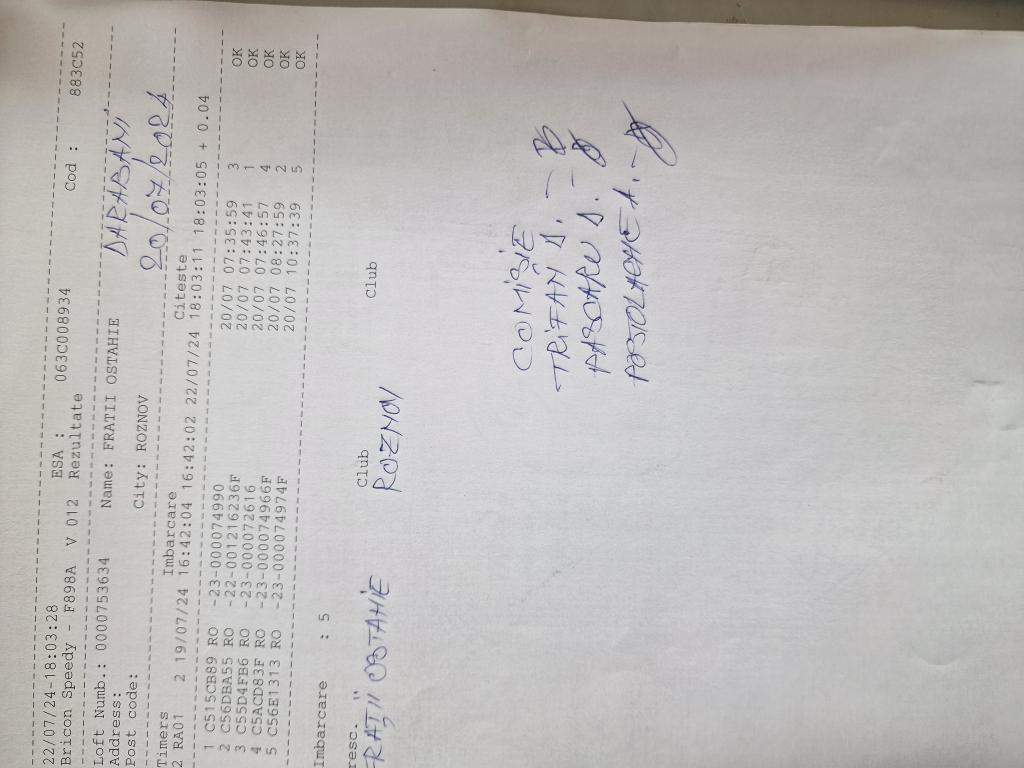 22/07/24-18:03:28 ESA : 063C008934 Cod : 883C52
Bricon Speedy - F898A V 012 Rezultate
Loft Numb.: 0000753634 Name: FRATII OSTAHIE DARABANI
Address:
Post code: City: ROZNOV 20/07/2024
Timers Imbarcare Citeste
2 RA01 2 19/07/24 16:42:04 16:42:02 22/07/24 18:03:11 18:03:05 + 0.04
1 C515CB89 RO -23-000074990 20/07 07:35:59 3 OK
2 C56DBA55 RO -22-001216236F 20/07 07:43:41 1 OK
3 C55D4FB6 RO -23-000072616 20/07 07:46:57 4 OK
4 C5ACD83F RO -23-000074966F 20/07 08:27:59 2 OK
5 C56E1313 RO -23-000074974F 20/07 10:37:39 5 OK
Imbarcare : 5
resc. Club Club
FRAȚII OSTAHIE ROZNOV
COMISIE
TRIFAN D. -
PASCARU D. -
APOSTOLACHE A. -